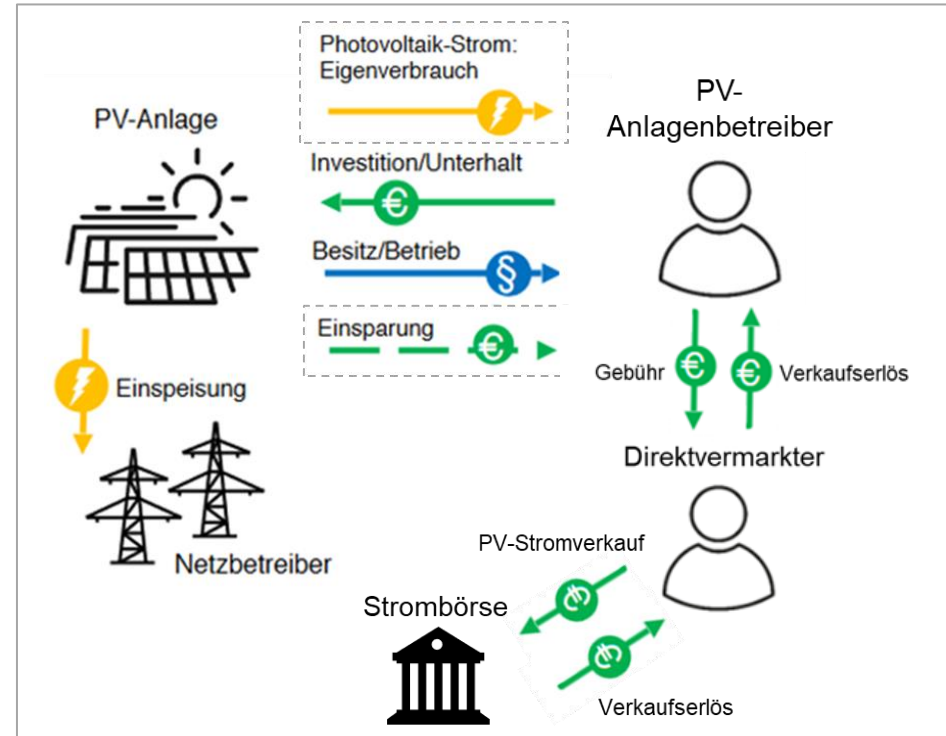 Photovoltaik-Strom:
Eigenverbrauch
PV-Anlage
PV-
Anlagenbetreiber
Investition/Unterhalt
€
Besitz/Betrieb
§
Einsparung
€
Einspeisung
Gebühr
€
€
Verkaufserlös
Direktvermarkter
Netzbetreiber
PV-Stromverkauf
€
Strombörse
€
Verkaufserlös